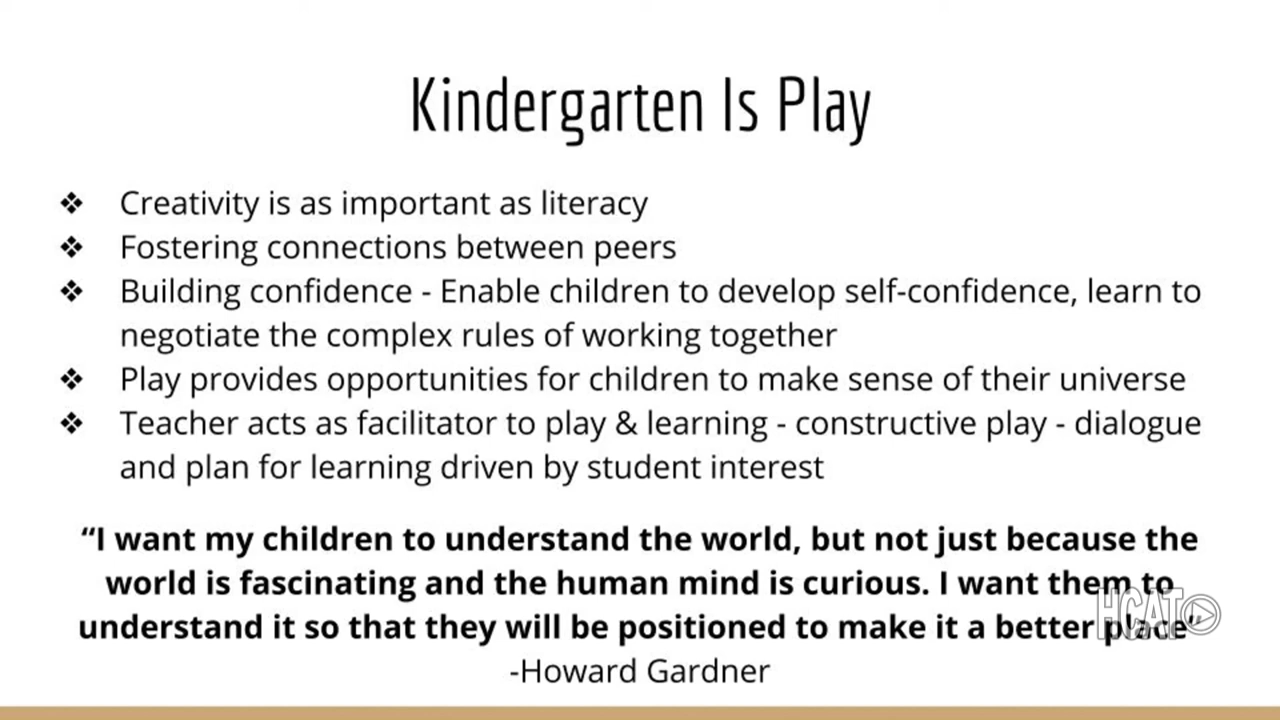 Kindergarten Is Play
❖ Creativity is as important as literacy
❖ Fostering connections between peers
❖ Building confidence - Enable children to develop self-confidence, learn to
negotiate the complex rules of working together
❖ Play provides opportunities for children to make sense of their universe
❖ Teacher acts as facilitator to play & learning - constructive play - dialogue
and plan for learning driven by student interest
“I want my children to understand the world, but not just because the
world is fascinating and the human mind is curious. I want them to
understand it so that they will be positioned to make it a better place”
HCAT
-Howard Gardner